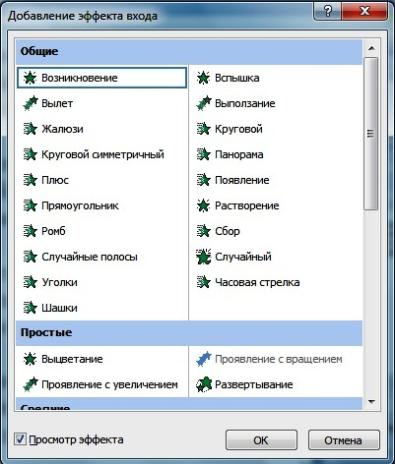 Добавление эффекта входа
Общие
Возникновение Вспышка
Вылет Выползание
Жалюзи Круговой
Круговой симметричный Панорама
Плюс Появление
Прямоугольник Растворение
Ромб Сбор
Случайные полосы Случайный
Уголки Часовая стрелка
Шашки
Простые
Выцветание Проявление с вращением
Проявление с увеличением Развертывание
Средние
Просмотр эффекта ОК Отмена